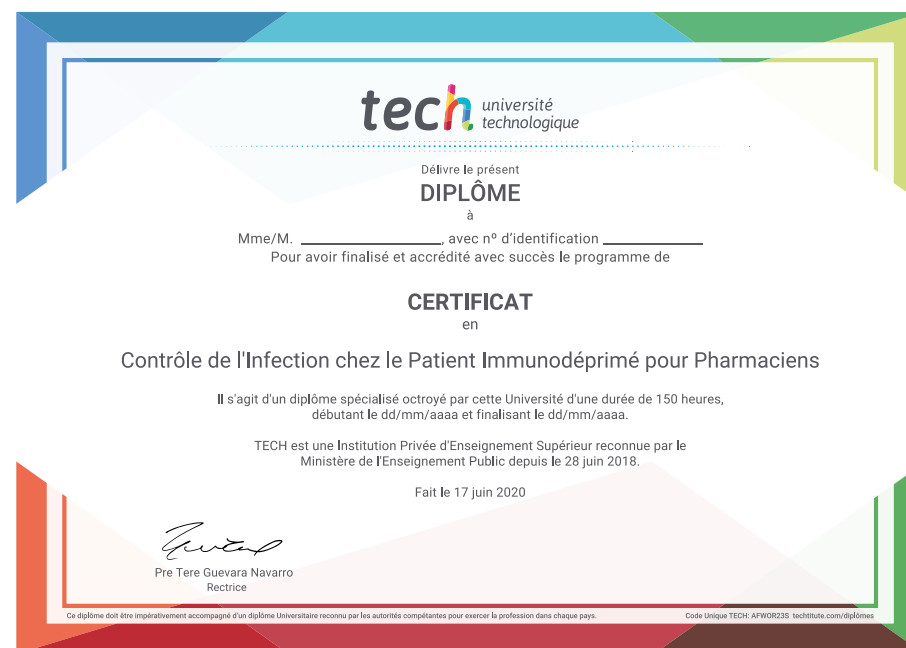 tech université
technologique
Délivre le présent
DIPLÔME
à
Mme/M. ____________________, avec nº d'identification ______________
Pour avoir finalisé et accrédité avec succès le programme de
CERTIFICAT
en
Contrôle de l'Infection chez le Patient Immunodéprimé pour Pharmaciens
Il s'agit d'un diplôme spécialisé octroyé par cette Université d'une durée de 150 heures,
débutant le dd/mm/aaaa et finalisant le dd/mm/aaaa.
TECH est une Institution Privée d'Enseignement Supérieur reconnue par le
Ministère de l'Enseignement Public depuis le 28 juin 2018.
Fait le 17 juin 2020
Pre Tere Guevara Navarro
Rectrice
Ce diplôme doit être impérativement accompagné d'un diplôme Universitaire reconnu par les autorités compétantes pour exercer la profession dans chaque pays.
Code Unique TECH: AFWOR23S techtitute.com/diplômes